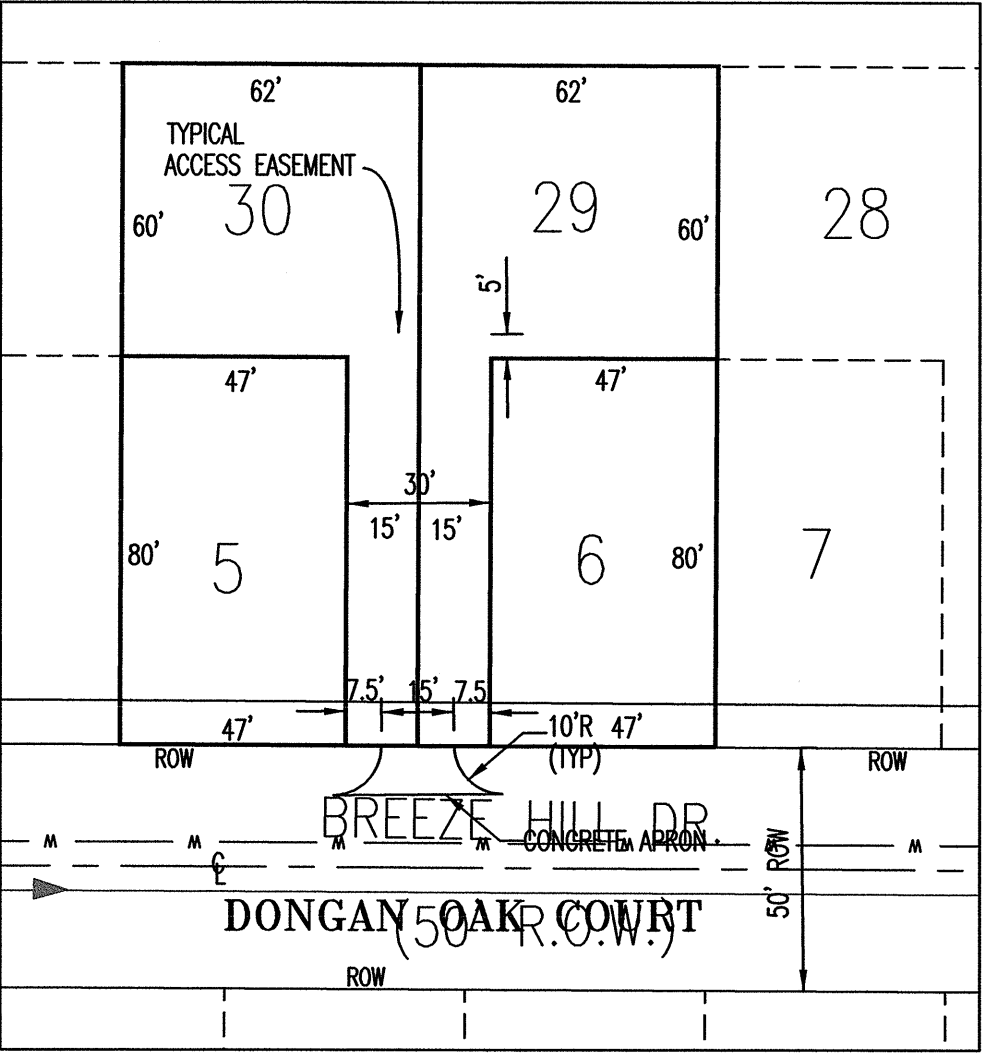 62' 62'
TYPICAL
ACCESS EASEMENT
30 29 28
60' 60'
5'
47' 47'
30'
15' 15'
80' 5 6 80' 7
7.5' 15' 7.5
47' 10'R 47'
(TYP)
ROW ROW
BREEZE HILL DR.
CONCRETE APRON
W W W W W W W
CL
50' ROW
DONGAN OAK COURT
(50' R.O.W.)
ROW